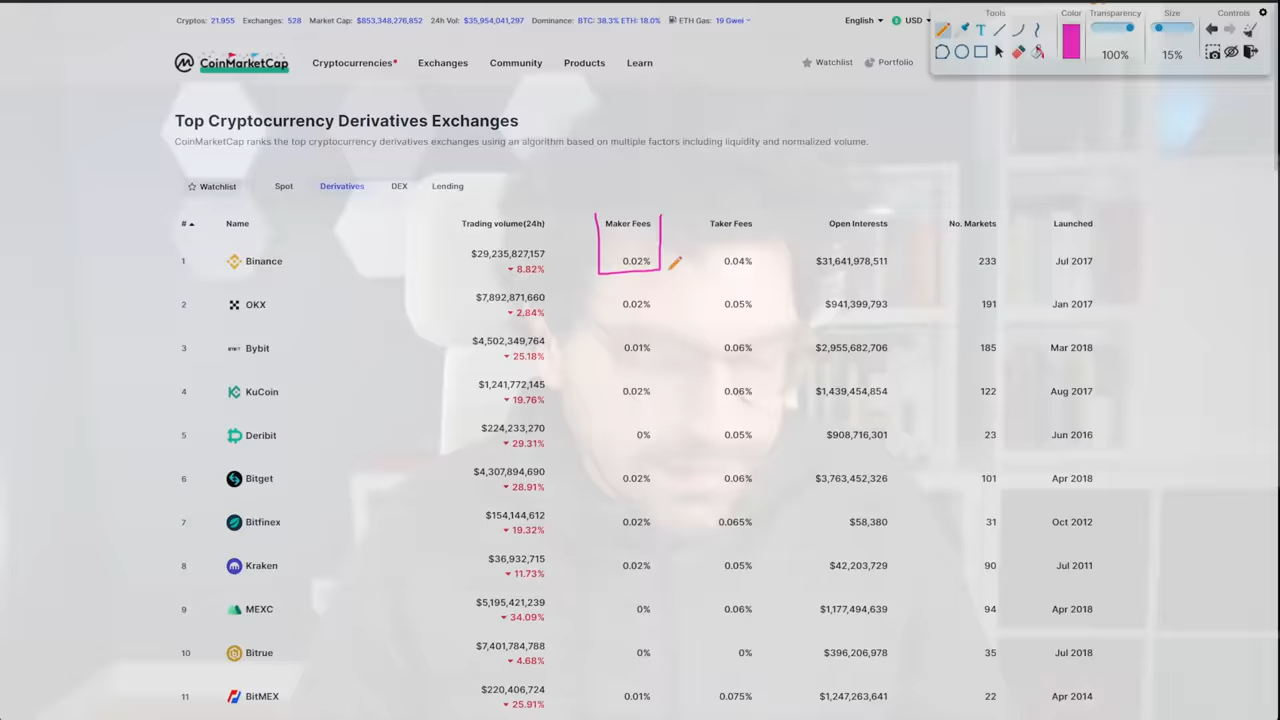 Cryptos: 21.955 Exchanges: 528 Market Cap: $853,348,276,852 24h Vol: $35,954,041,297 Dominance: BTC: 38.3% ETH: 18.0% ETH Gas: 19 Gwei English USD
Tools Color Transparency Size Controls
T
100% 15%
CoinMarketCap Cryptocurrencies Exchanges Community Products Learn Watchlist Portfolio
Top Cryptocurrency Derivatives Exchanges
CoinMarketCap ranks the top cryptocurrency derivatives exchanges using an algorithm based on multiple factors including liquidity and normalized volume.
Watchlist Spot Derivatives DEX Lending
# Name Trading volume(24h) Maker Fees Taker Fees Open Interests No. Markets Launched
1 Binance $29,235,827,157 8.82% 0.02% 0.04% $31,641,978,511 233 Jul 2017
2 OKX $7,892,871,660 2.84% 0.02% 0.05% $941,399,793 191 Jan 2017
3 BYBIT Bybit $4,502,349,764 25.18% 0.01% 0.06% $2,955,682,706 185 Mar 2018
4 KuCoin $1,241,772,145 19.76% 0.02% 0.06% $1,439,454,854 122 Aug 2017
5 Deribit $224,233,270 29.31% 0% 0.05% $908,716,301 23 Jun 2016
6 Bitget $4,307,894,690 28.91% 0.02% 0.06% $3,763,452,326 101 Apr 2018
7 Bitfinex $154,144,612 19.32% 0.02% 0.065% $58,380 31 Oct 2012
8 Kraken $36,932,715 11.73% 0.02% 0.05% $42,203,729 90 Jul 2011
9 MEXC $5,195,421,239 34.09% 0% 0.06% $1,177,494,639 94 Apr 2018
10 Bitrue $7,401,784,788 4.68% 0% 0% $396,206,978 35 Jul 2018
11 BitMEX $220,406,724 25.91% 0.01% 0.075% $1,247,263,641 22 Apr 2014